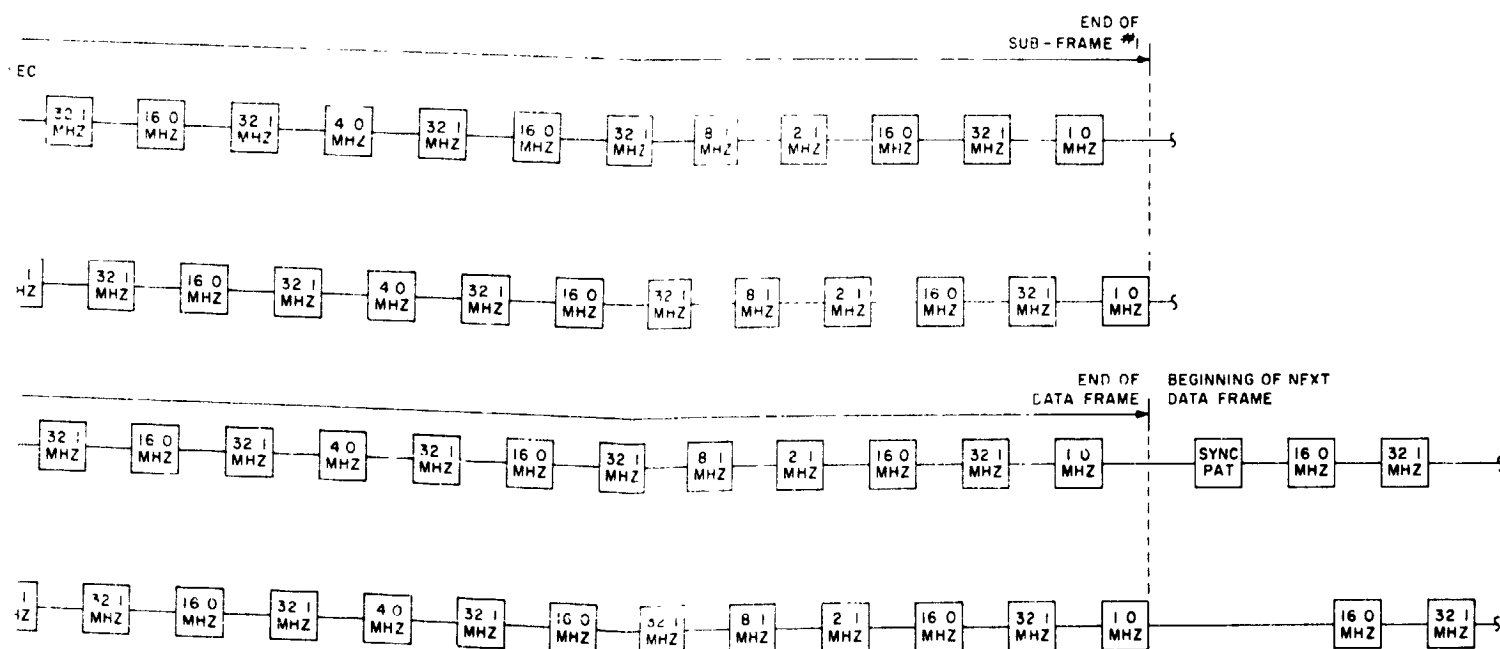 END OF
SUB-FRAME #1
EC
32 1 16 0 32 1 4 0 32 1 16 0 32 1 8 1 2 1 16 0 32 1 1 0
MHZ MHZ MHZ MHZ MHZ MHZ MHZ MHZ MHZ MHZ MHZ MHZ
1 32 1 16 0 32 1 4 0 32 1 16 0 32 1 8 1 2 1 16 0 32 1 1 0
HZ MHZ MHZ MHZ MHZ MHZ MHZ MHZ MHZ MHZ MHZ MHZ MHZ
END OF BEGINNING OF NEXT
DATA FRAME DATA FRAME
32 1 16 0 32 1 4 0 32 1 16 0 32 1 8 1 2 1 16 0 32 1 1 0 SYNC 16 0 32 1
MHZ MHZ MHZ MHZ MHZ MHZ MHZ MHZ MHZ MHZ MHZ MHZ PAT MHZ MHZ
1 32 1 16 0 32 1 4 0 32 1 16 0 32 1 8 1 2 1 16 0 32 1 1 0 16 0 32 1
HZ MHZ MHZ MHZ MHZ MHZ MHZ MHZ MHZ MHZ MHZ MHZ MHZ MHZ MHZ